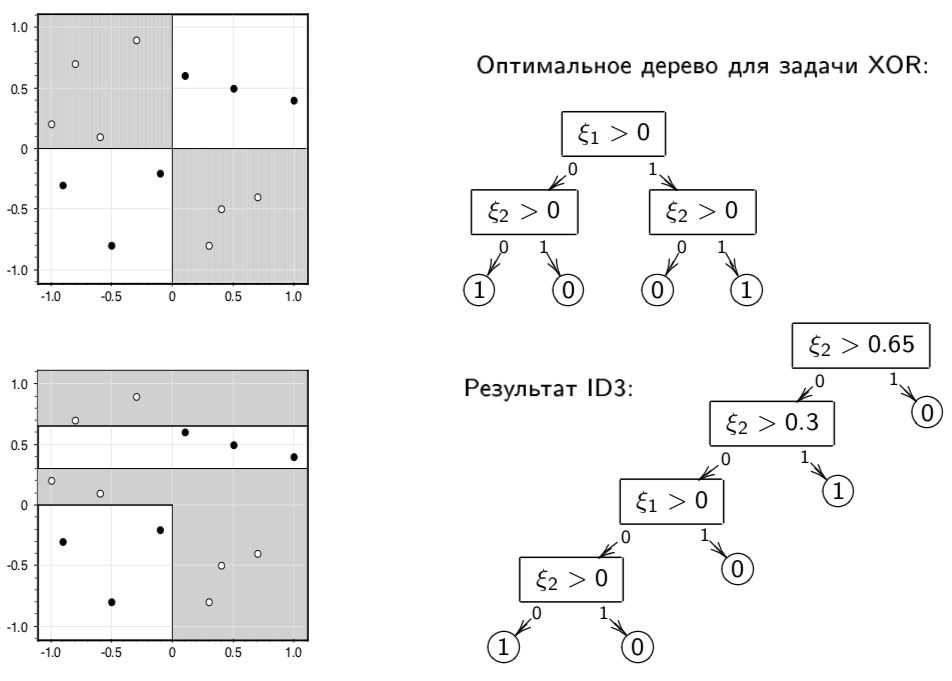 1.0
0.5
0
-0.5
-1.0
-1.0 -0.5 0 0.5 1.0
Оптимальное дерево для задачи XOR:
ξ₁ > 0
0 1
ξ₂ > 0 ξ₂ > 0
0 1 0 1
1 0 0 1
1.0
0.5
0
-0.5
-1.0
-1.0 -0.5 0 0.5 1.0
Результат ID3:
ξ₂ > 0.65
0 1
ξ₂ > 0.3 0
0 1
ξ₁ > 0 1
0 1
ξ₂ > 0 0
0 1
1 0